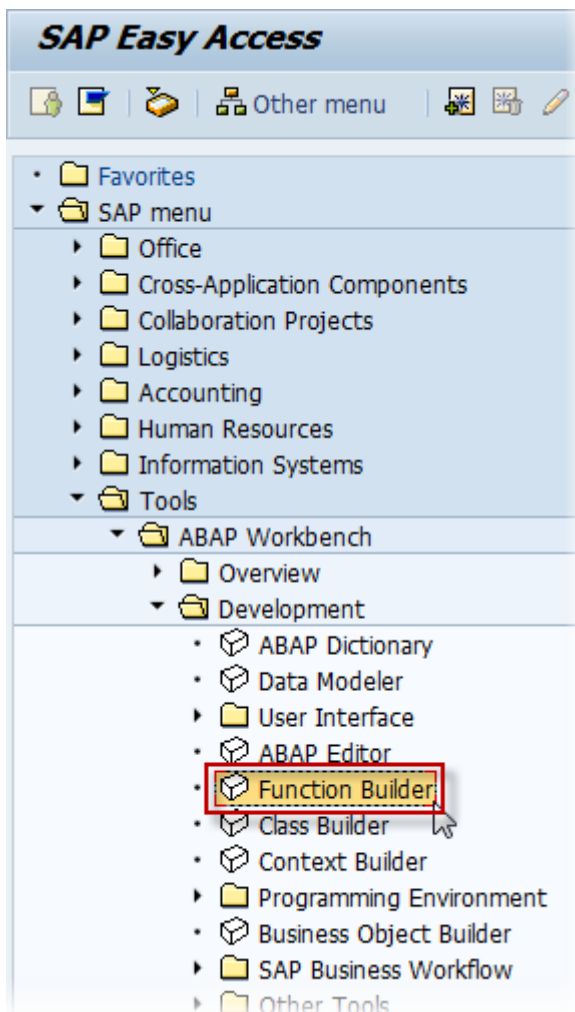 SAP Easy Access
Other menu
Favorites
SAP menu
Office
Cross-Application Components
Collaboration Projects
Logistics
Accounting
Human Resources
Information Systems
Tools
ABAP Workbench
Overview
Development
ABAP Dictionary
Data Modeler
User Interface
ABAP Editor
Function Builder
Class Builder
Context Builder
Programming Environment
Business Object Builder
SAP Business Workflow
Other Tools